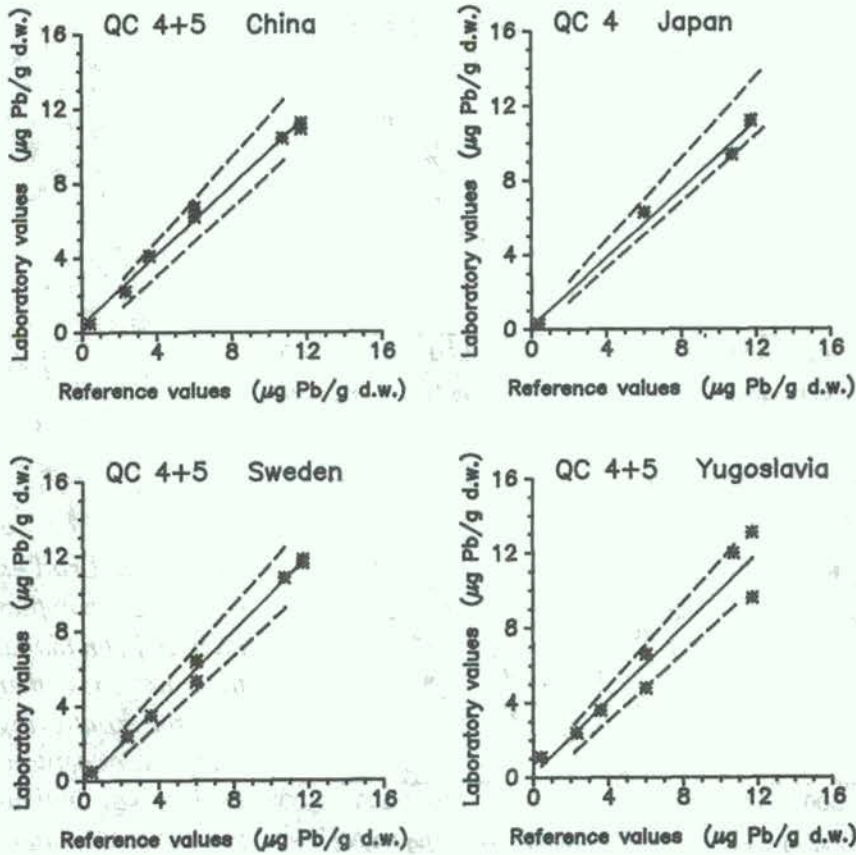 QC 4+5 China
Laboratory values (µg Pb/g d.w.)
16
12
8
4
0
0 4 8 12 16
Reference values (µg Pb/g d.w.)
QC 4 Japan
Laboratory values (µg Pb/g d.w.)
16
12
8
4
0
0 4 8 12 16
Reference values (µg Pb/g d.w.)
QC 4+5 Sweden
Laboratory values (µg Pb/g d.w.)
16
12
8
4
0
0 4 8 12 16
Reference values (µg Pb/g d.w.)
QC 4+5 Yugoslavia
Laboratory values (µg Pb/g d.w.)
16
12
8
4
0
0 4 8 12 16
Reference values (µg Pb/g d.w.)